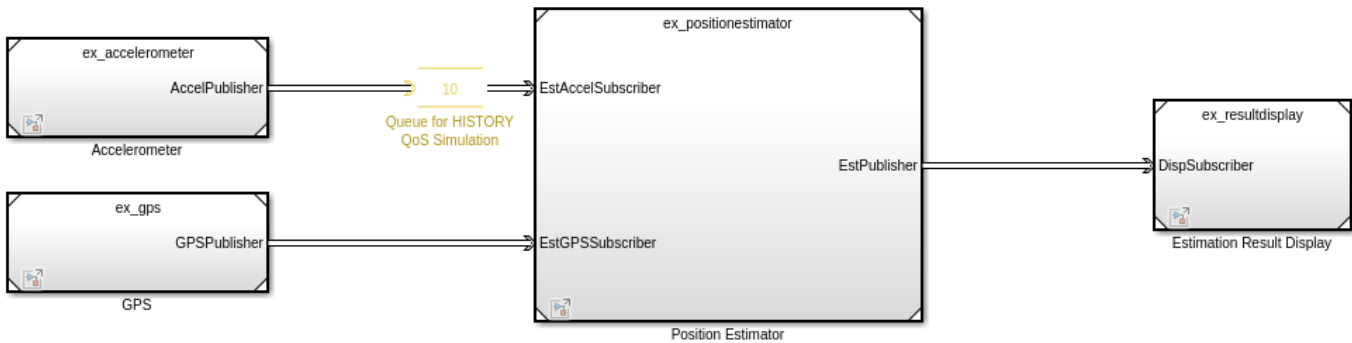 ex_accelerometer
AccelPublisher
Accelerometer
10
Queue for HISTORY
QoS Simulation
ex_gps
GPSPublisher
GPS
ex_positionestimator
EstAccelSubscriber
EstPublisher
EstGPSSubscriber
Position Estimator
ex_resultdisplay
DispSubscriber
Estimation Result Display